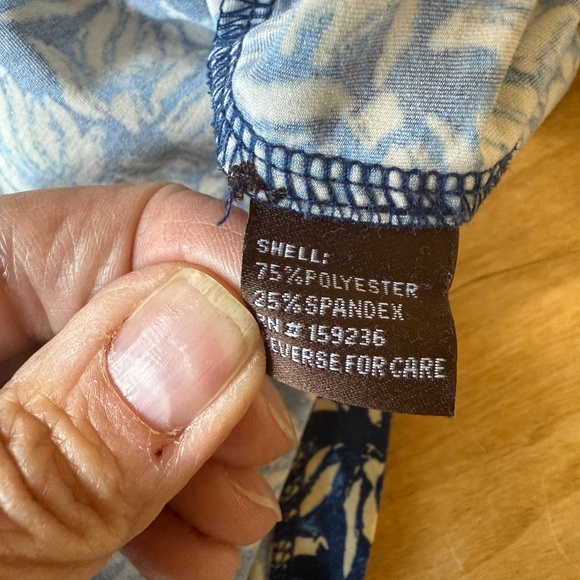 SHELL:
75%POLYESTER
25%SPANDEX
RN# 159236
REVERSE FOR CARE